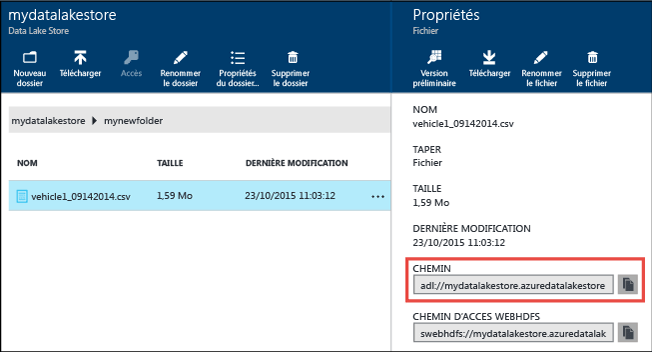 mydatalakestore
Data Lake Store
Nouveau
dossier
Télécharger
Accès
Renommer
le dossier
Propriétés
du dossier...
Supprimer
le dossier
mydatalakestore
mynewfolder
NOM
TAILLE
DERNIÈRE MODIFICATION
vehicle1_09142014.csv
1,59 Mo
23/10/2015 11:03:12
...
Propriétés
Fichier
Version
préliminaire
Télécharger
Renommer
le fichier
Supprimer
le fichier
NOM
vehicle1_09142014.csv
TAPER
Fichier
TAILLE
1,59 Mo
DERNIÈRE MODIFICATION
23/10/2015 11:03:12
CHEMIN
adl://mydatalakestore.azuredatalakestore
CHEMIN D'ACCES WEBHDFS
swebhdfs://mydatalakestore.azuredatalak